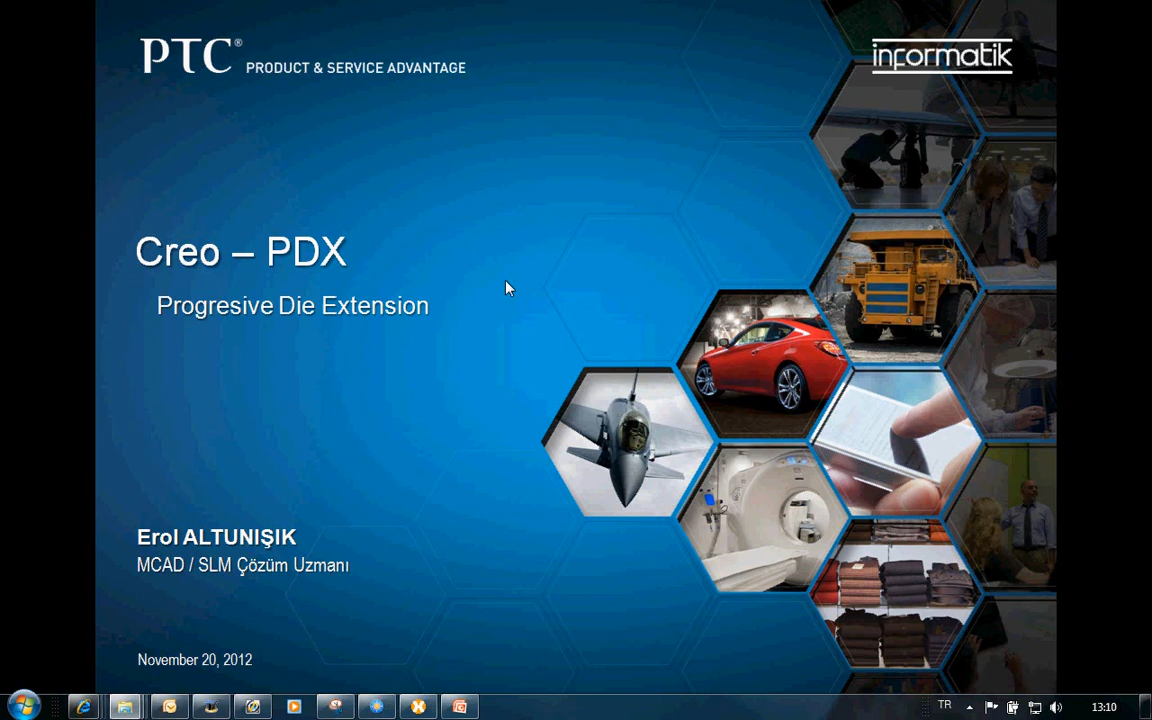 PTC® PRODUCT & SERVICE ADVANTAGE
informatik
Creo – PDX
Progresive Die Extension
Erol ALTUNIŞIK
MCAD / SLM Çözüm Uzmanı
November 20, 2012
TR
13:10